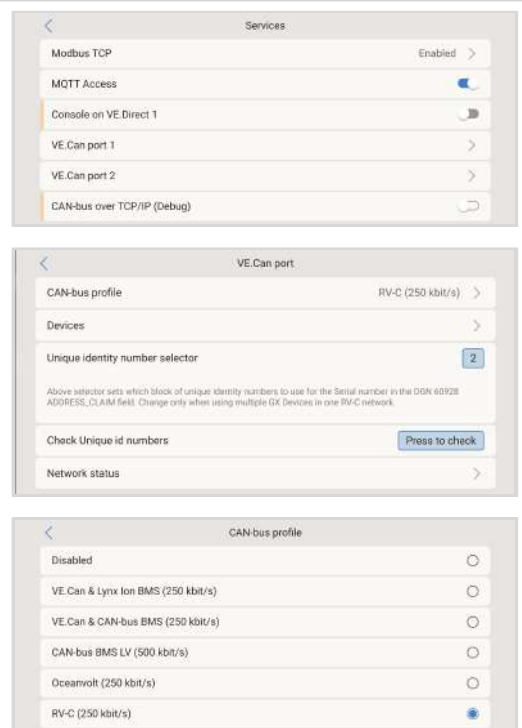 Services
Modbus TCP Enabled
MQTT Access
Console on VE.Direct 1
VE.Can port 1
VE.Can port 2
CAN-bus over TCP/IP (Debug)
VE.Can port
CAN-bus profile RV-C (250 kbit/s)
Devices
Unique identity number selector 2
Above selector sets which block of unique identity numbers to use for the Serial number in the DGN 60928
ADDRESS_CLAIM field. Change only when using multiple GX Devices in one RV-C network.
Check Unique id numbers Press to check
Network status
CAN-bus profile
Disabled
VE.Can & Lynx Ion BMS (250 kbit/s)
VE.Can & CAN-bus BMS (250 kbit/s)
CAN-bus BMS LV (500 kbit/s)
Oceanvolt (250 kbit/s)
RV-C (250 kbit/s)